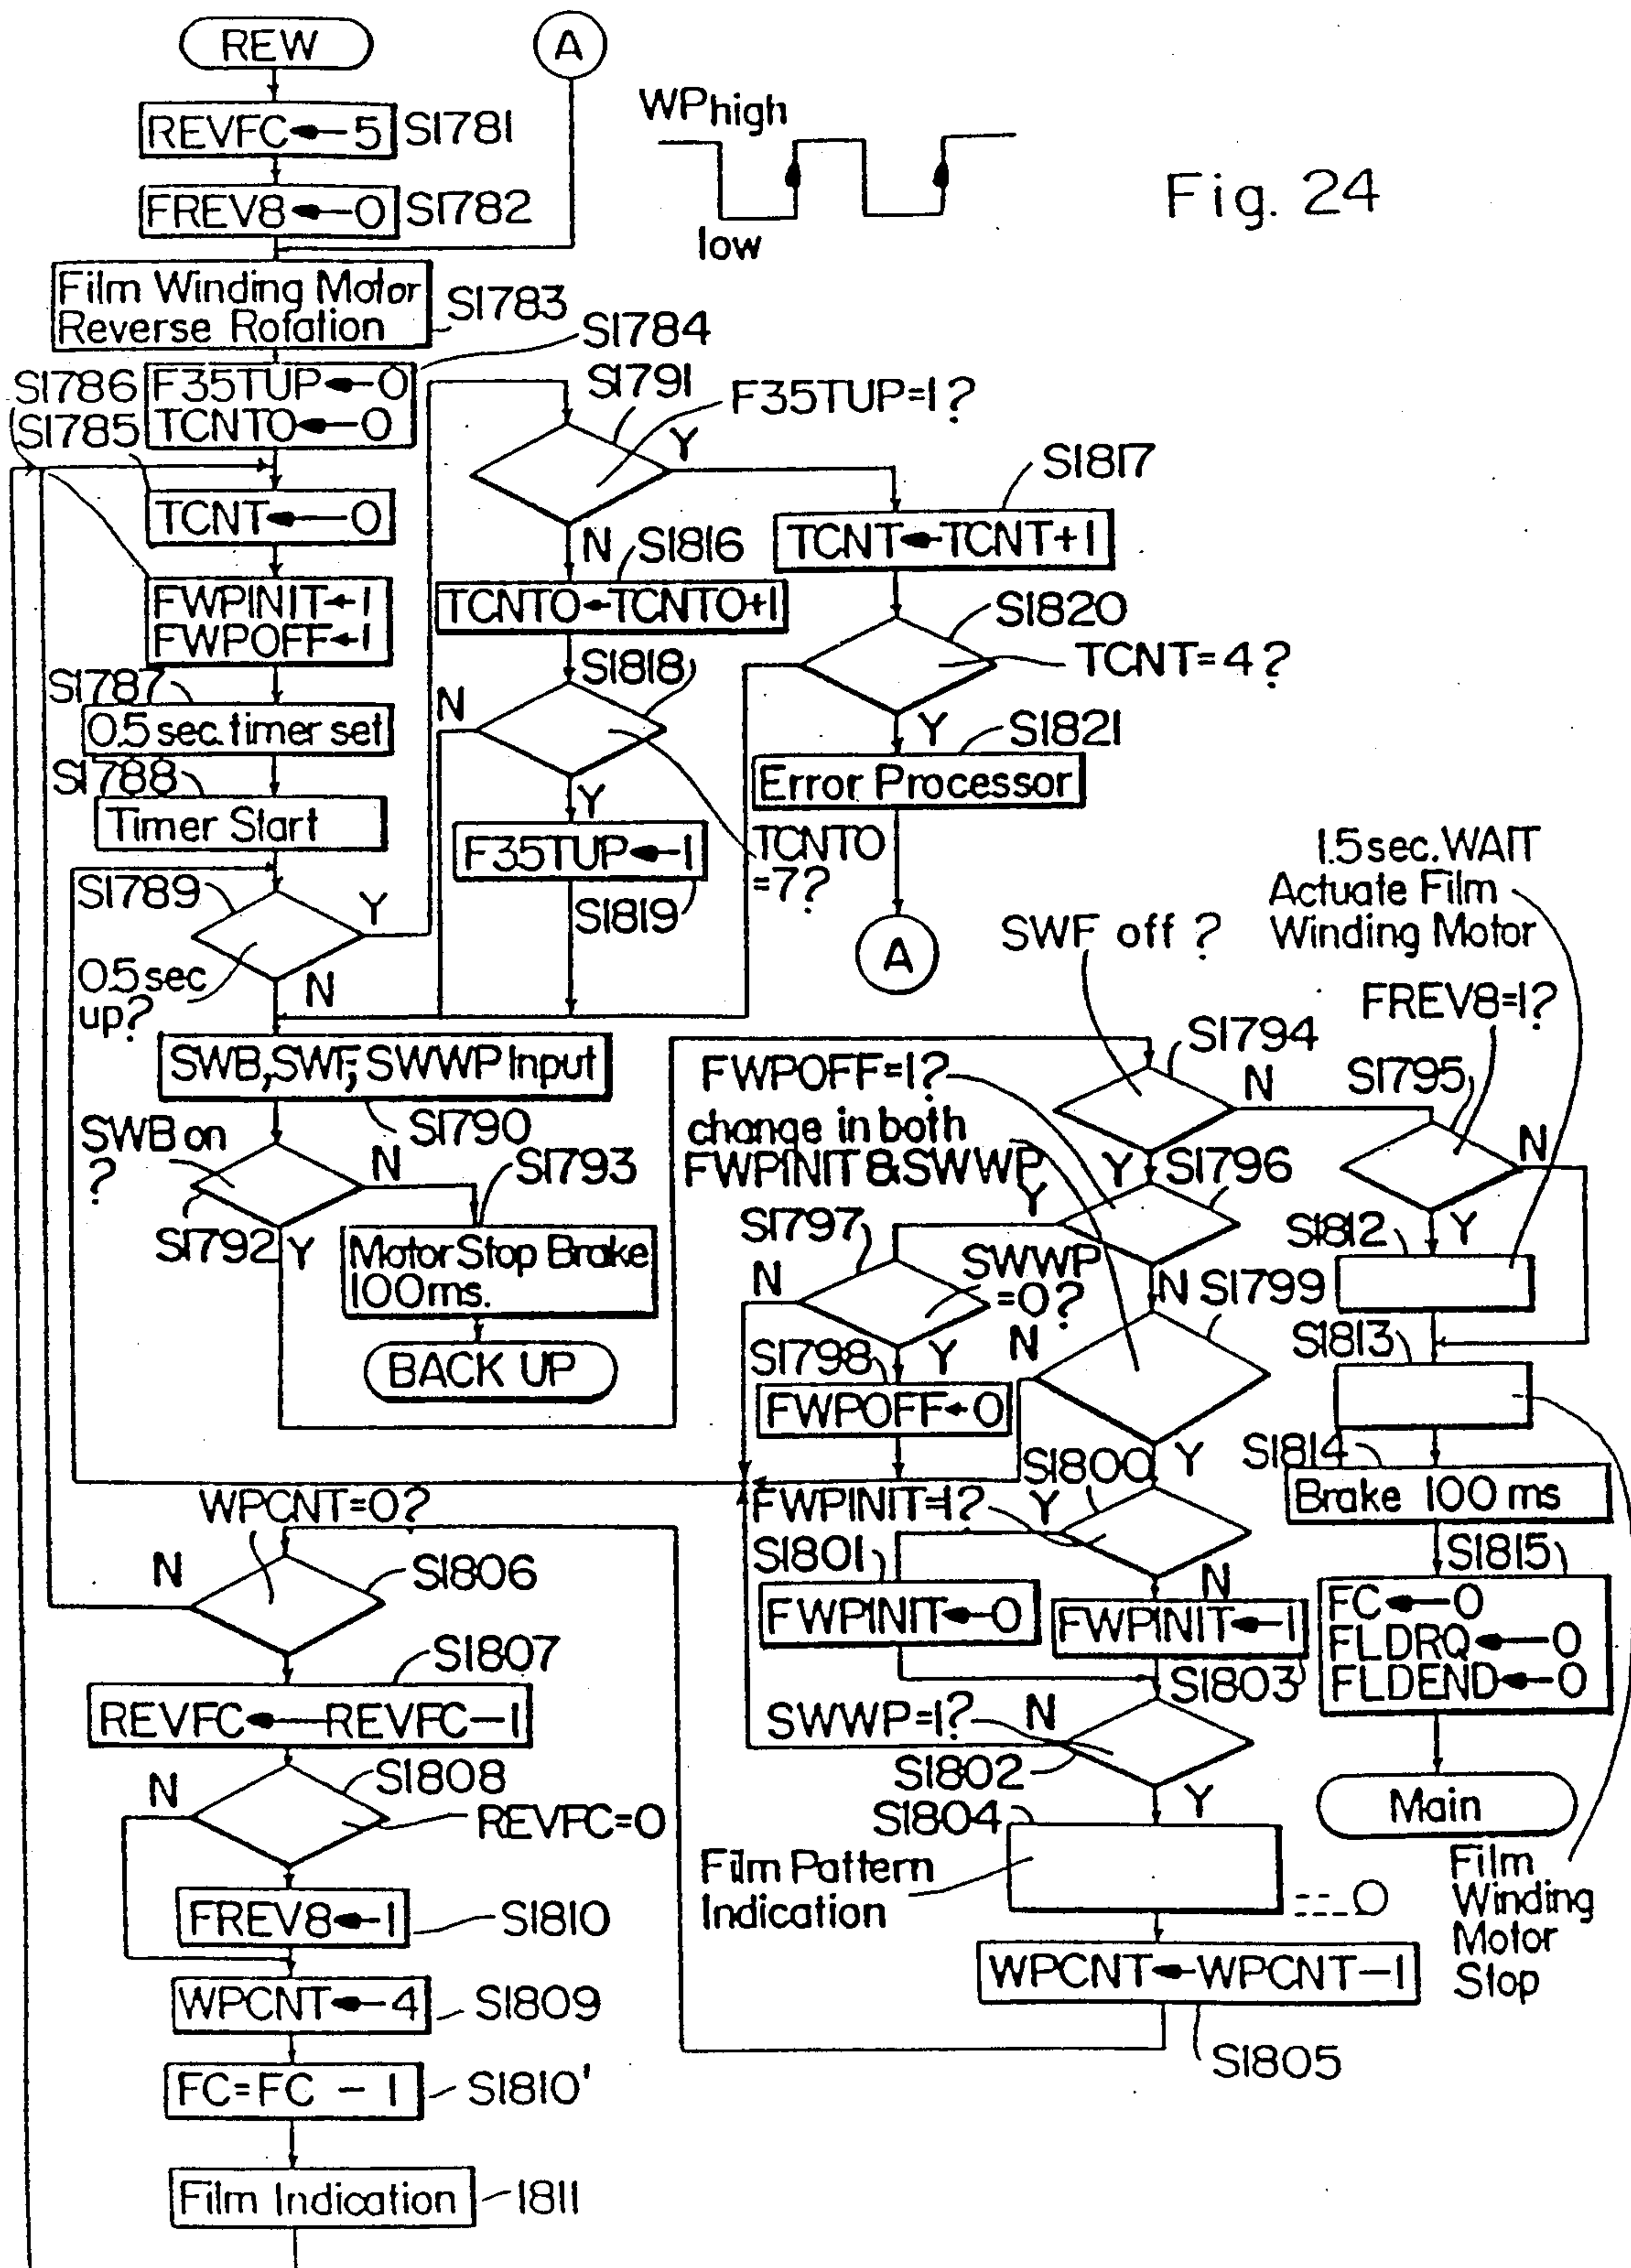 REW
A
REVFC←5 S1781
FREV8←0 S1782
WP high
low
Fig. 24
Film Winding Motor
Reverse Rotation
S1783
S1784
S1786
S1785
F35TUP←0
TCNTO←0
TCNT←0
FWPINIT←1
FWPOFF←1
S1787
0.5 sec. timer set
S1788
Timer Start
S1789
Y
0.5 sec
up?
N
S1791
F35TUP=1?
Y
N
S1816
TCNTO←TCNTO+1
S1818
N
Y
F35TUP←1
S1819
TCNTO
=7?
S1817
TCNT←TCNT+1
S1820
TCNT=4?
Y
S1821
Error Processor
A
SWB, SWF, SWWP Input
S1790
SWB on
?
N
S1792
Y
S1793
Motor Stop Brake
100ms.
BACK UP
1.5 sec. WAIT
Actuate Film
Winding Motor
SWF off ?
FREV8=1?
S1794
N
Y
S1795
N
Y
FWPOFF=1?
change in both
FWPINIT & SWWP
S1796
Y
N
S1797
N
SWWP
=0?
Y
S1798
FWPOFF←0
S1799
N
Y
S1812
S1813
S1814
Brake 100 ms
S1815
FC←0
FLDRQ←0
FLDEND←0
Main
Film
Winding
Motor
Stop
S1800
FWPINIT=1?
Y
N
S1801
FWPINIT←0
FWPINIT←1
S1803
SWWP=1?
N
S1802
Y
S1804
Film Pattern
Indication
WPCNT←WPCNT-1
S1805
WPCNT=0?
N
S1806
S1807
REVFC←REVFC-1
N
S1808
REVFC=0
FREV8←1
S1810
WPCNT←4
S1809
FC=FC - 1
S1810'
Film Indication
1811